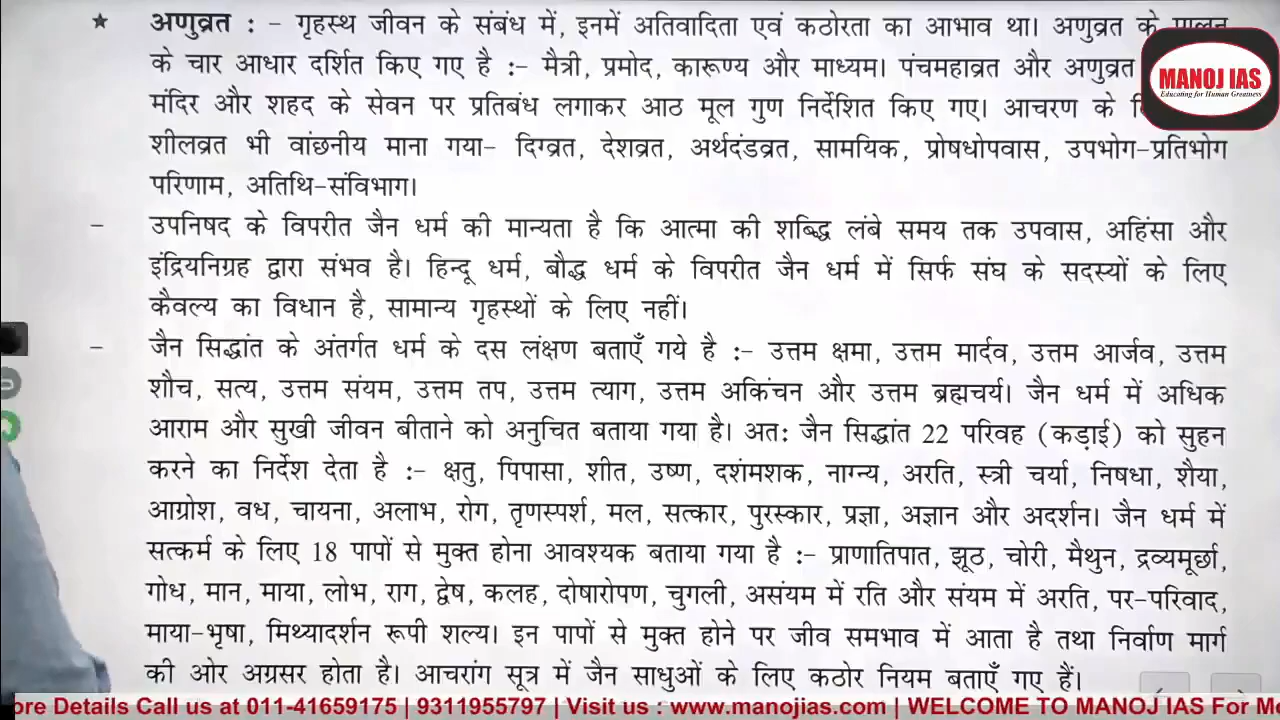 ★ अणुव्रत : - गृहस्थ जीवन के संबंध में, इनमें अतिवादिता एवं कठोरता का आभाव था। अणुव्रत के पालन
के चार आधार दर्शित किए गए है :- मैत्री, प्रमोद, कारूण्य और माध्यम। पंचमहाव्रत और अणुव्रत
मंदिर और शहद के सेवन पर प्रतिबंध लगाकर आठ मूल गुण निर्देशित किए गए। आचरण के
शीलव्रत भी वांछनीय माना गया- दिग्व्रत, देशव्रत, अर्थदंडव्रत, सामयिक, प्रोषधोपवास, उपभोग-प्रतिभोग
परिणाम, अतिथि-संविभाग।
- उपनिषद के विपरीत जैन धर्म की मान्यता है कि आत्मा की शब्द्धि लंबे समय तक उपवास, अहिंसा और
इंद्रियनिग्रह द्वारा संभव है। हिन्दू धर्म, बौद्ध धर्म के विपरीत जैन धर्म में सिर्फ संघ के सदस्यों के लिए
कैवल्य का विधान है, सामान्य गृहस्थों के लिए नहीं।
- जैन सिद्धांत के अंतर्गत धर्म के दस लंक्षण बताएँ गये है :- उत्तम क्षमा, उत्तम मार्दव, उत्तम आर्जव, उत्तम
शौच, सत्य, उत्तम संयम, उत्तम तप, उत्तम त्याग, उत्तम अकिंचन और उत्तम ब्रह्मचर्य। जैन धर्म में अधिक
आराम और सुखी जीवन बीताने को अनुचित बताया गया है। अत: जैन सिद्धांत 22 परिवह (कड़ाई) को सुहन
करने का निर्देश देता है :- क्षतु, पिपासा, शीत, उष्ण, दशंमशक, नाग्न्य, अरति, स्त्री चर्या, निषधा, शैया,
आग्रोश, वध, चायना, अलाभ, रोग, तृणस्पर्श, मल, सत्कार, पुरस्कार, प्रज्ञा, अज्ञान और अदर्शन। जैन धर्म में
सत्कर्म के लिए 18 पापों से मुक्त होना आवश्यक बताया गया है :- प्राणातिपात, झूठ, चोरी, मैथुन, द्रव्यमूर्छा,
गोध, मान, माया, लोभ, राग, द्वेष, कलह, दोषारोपण, चुगली, असंयम में रति और संयम में अरति, पर-परिवाद,
माया-भृषा, मिथ्यादर्शन रूपी शल्य। इन पापों से मुक्त होने पर जीव समभाव में आता है तथा निर्वाण मार्ग
की ओर अग्रसर होता है। आचरांग सूत्र में जैन साधुओं के लिए कठोर नियम बताएँ गए हैं।
MANOJ IAS
Educating for Human Greatness
ore Details Call us at 011-41659175 | 9311955797 | Visit us : www.manojias.com | WELCOME TO MANOJ IAS For Mo